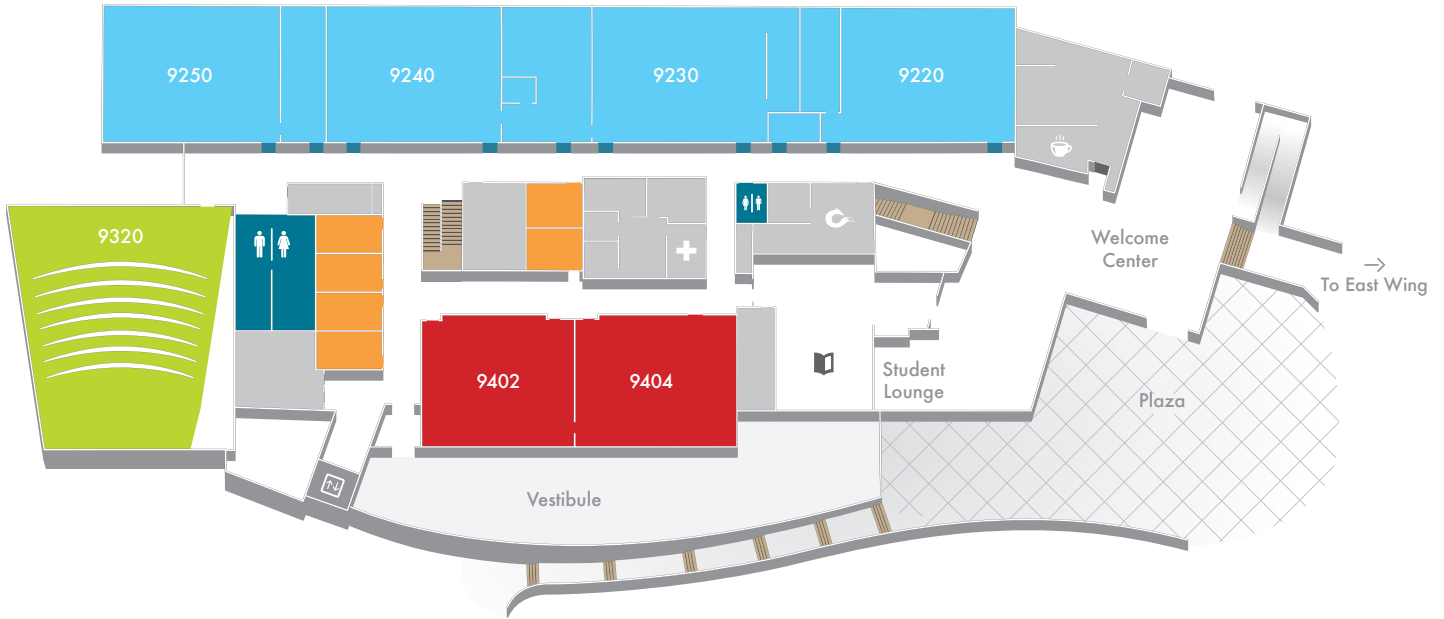 9250
9240
9230
9220
9320
Welcome
Center
To East Wing
9402
9404
Student
Lounge
Plaza
Vestibule